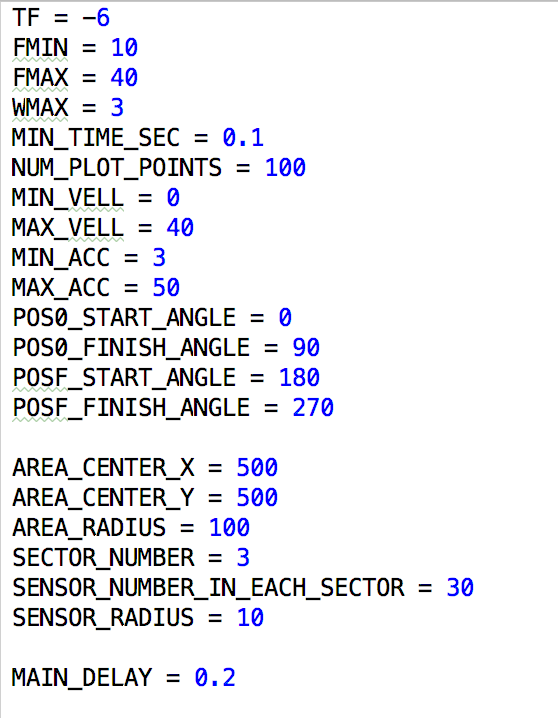 TF = -6
FMIN = 10
FMAX = 40
WMAX = 3
MIN_TIME_SEC = 0.1
NUM_PLOT_POINTS = 100
MIN_VELL = 0
MAX_VELL = 40
MIN_ACC = 3
MAX_ACC = 50
POS0_START_ANGLE = 0
POS0_FINISH_ANGLE = 90
POSF_START_ANGLE = 180
POSF_FINISH_ANGLE = 270
AREA_CENTER_X = 500
AREA_CENTER_Y = 500
AREA_RADIUS = 100
SECTOR_NUMBER = 3
SENSOR_NUMBER_IN_EACH_SECTOR = 30
SENSOR_RADIUS = 10
MAIN_DELAY = 0.2